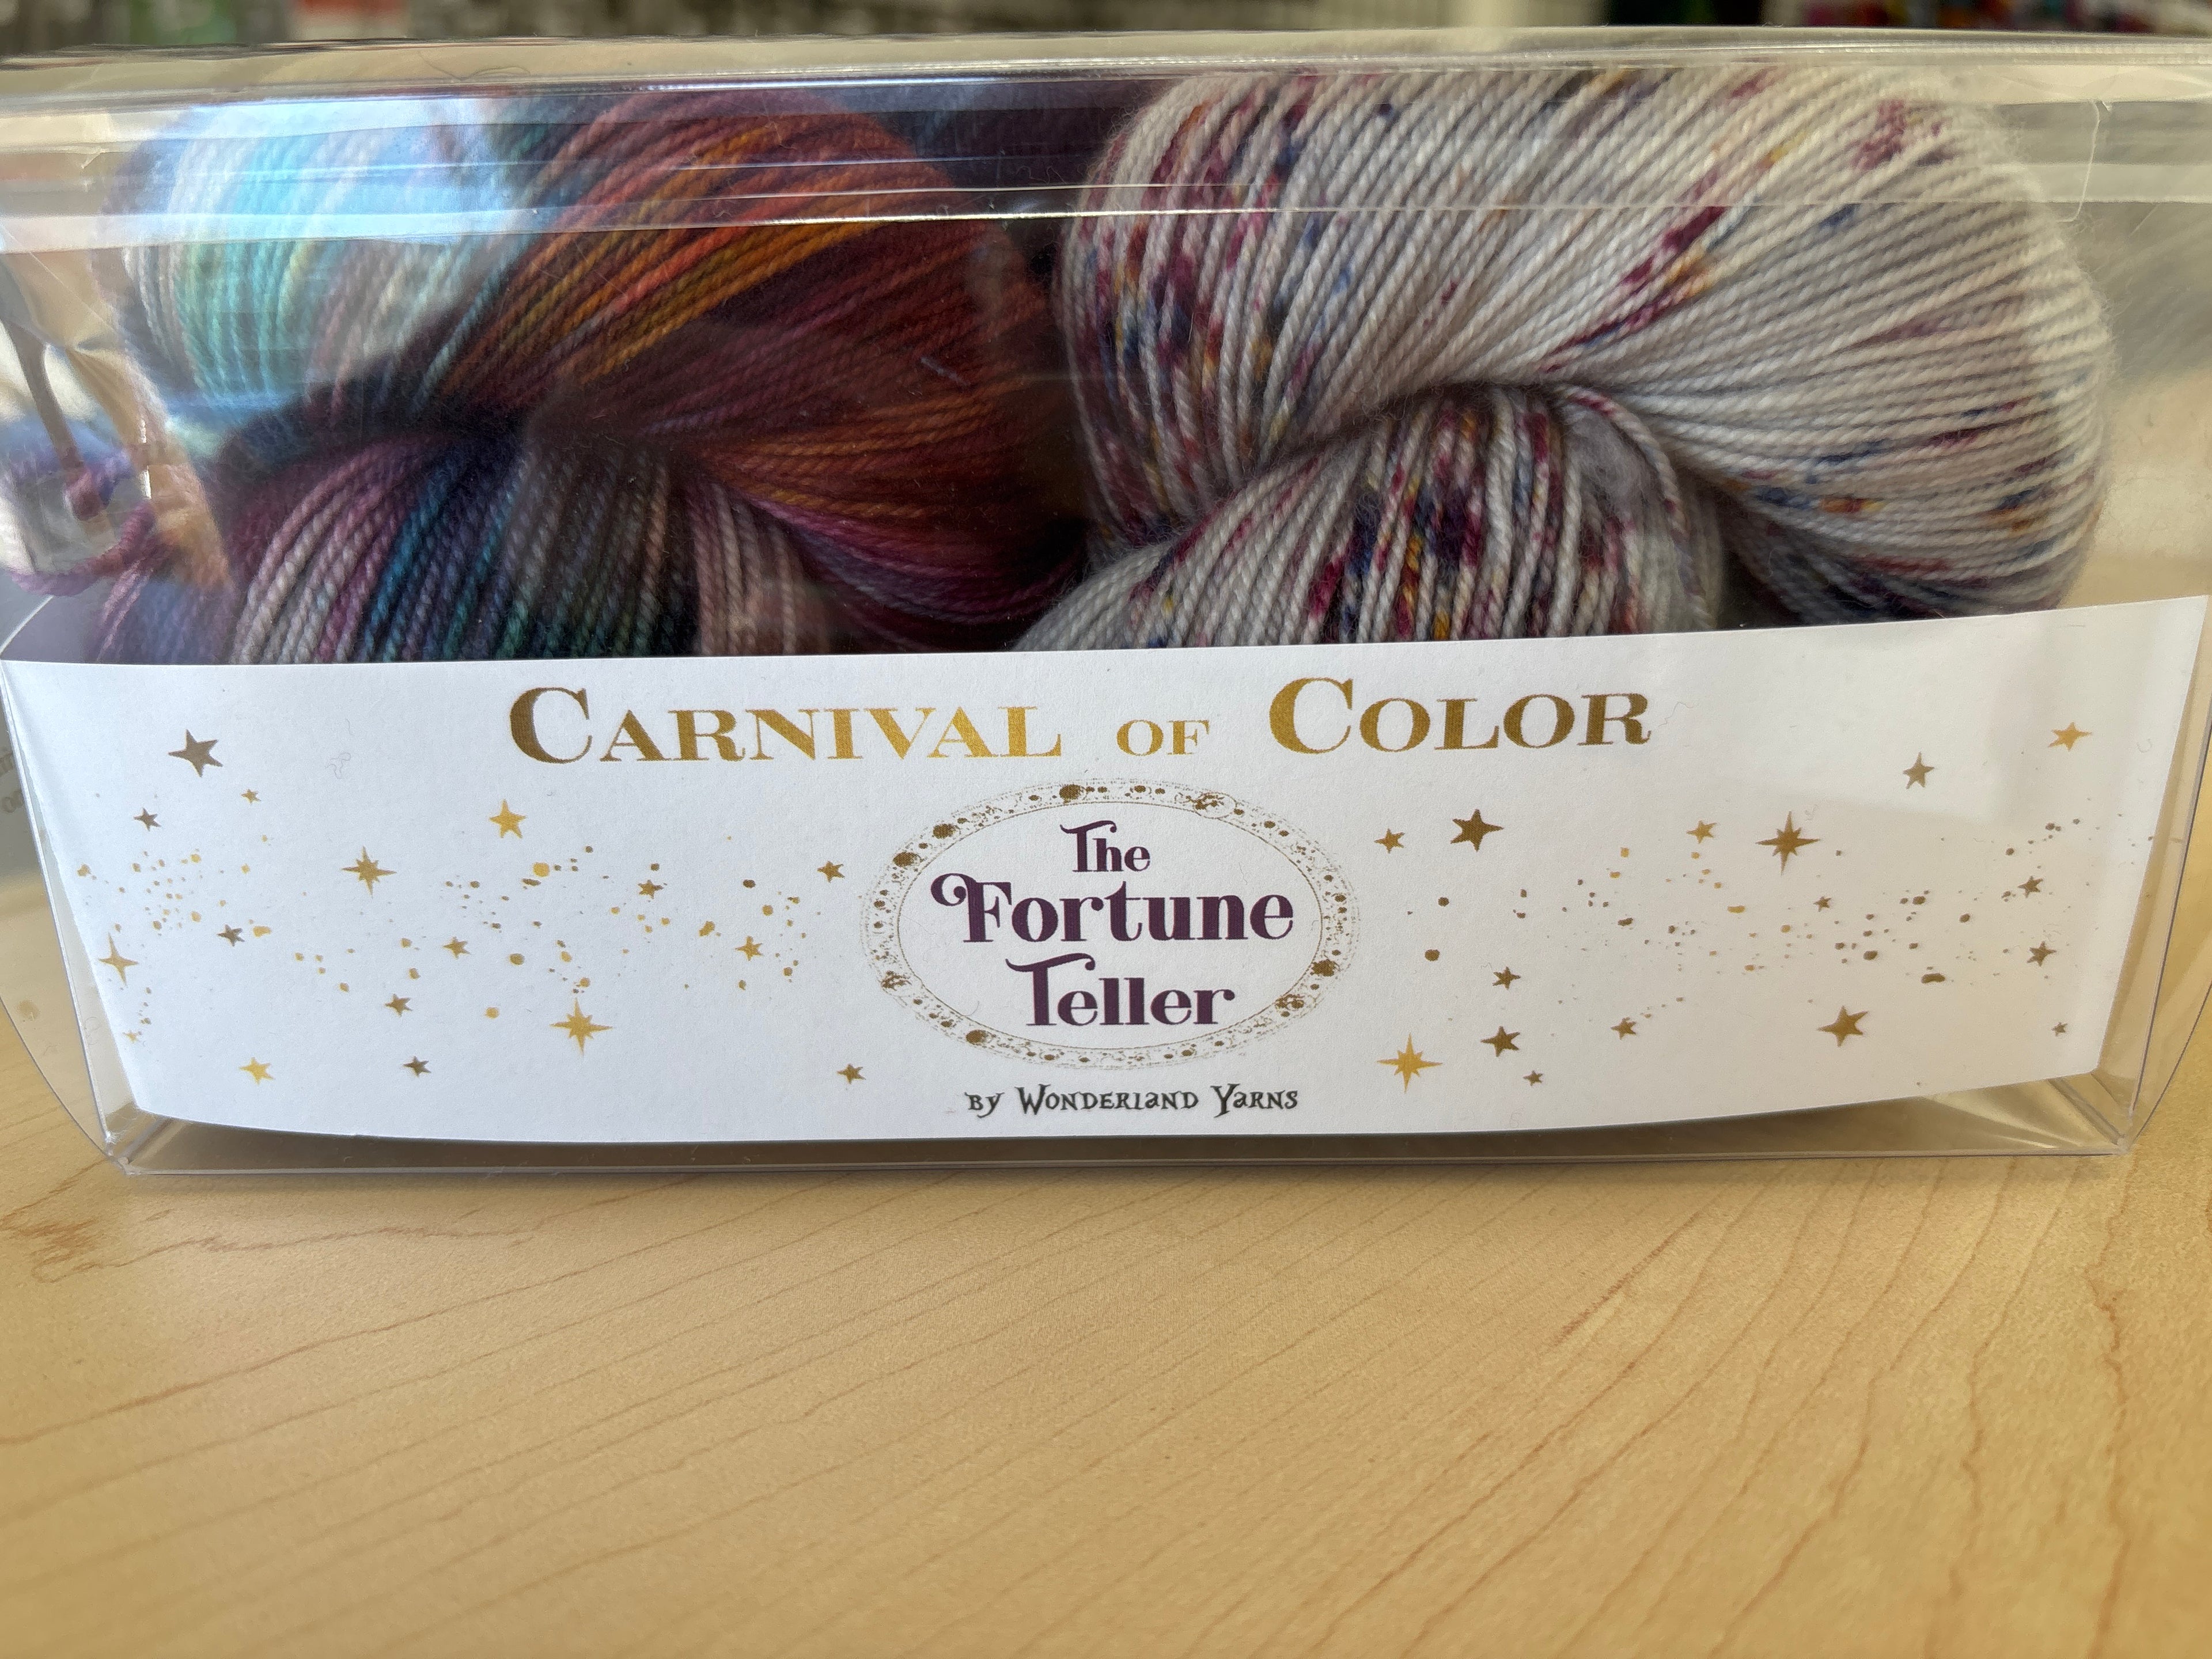 Carnival of Color
The
Fortune
Teller
by Wonderland Yarns